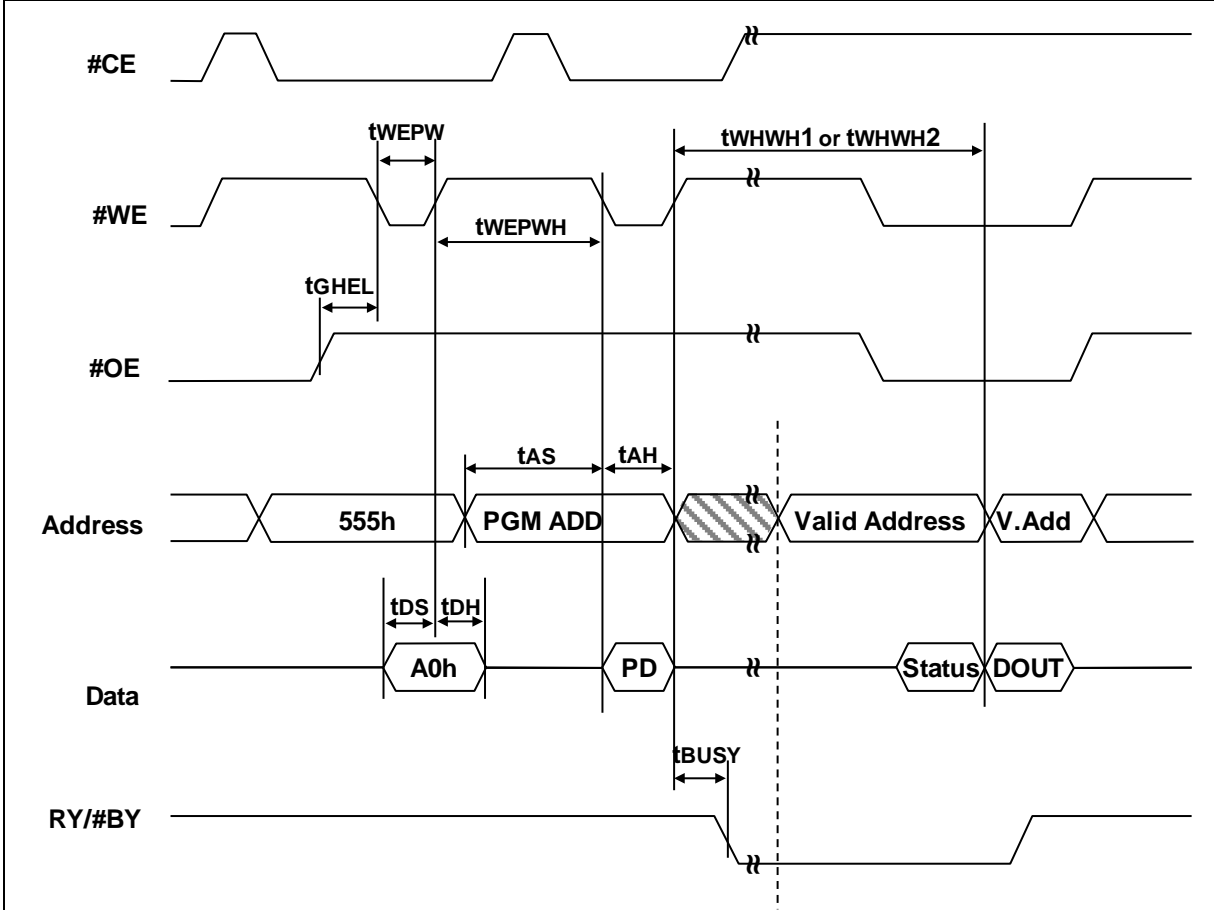 #CE
tWEPW
tWHWH1 or tWHWH2
#WE
tWEPWH
tGHEL
#OE
tAS
tAH
Address
555h
PGM ADD
Valid Address
V.Add
tDS
tDH
A0h
PD
Status
DOUT
Data
tBUSY
RY/#BY